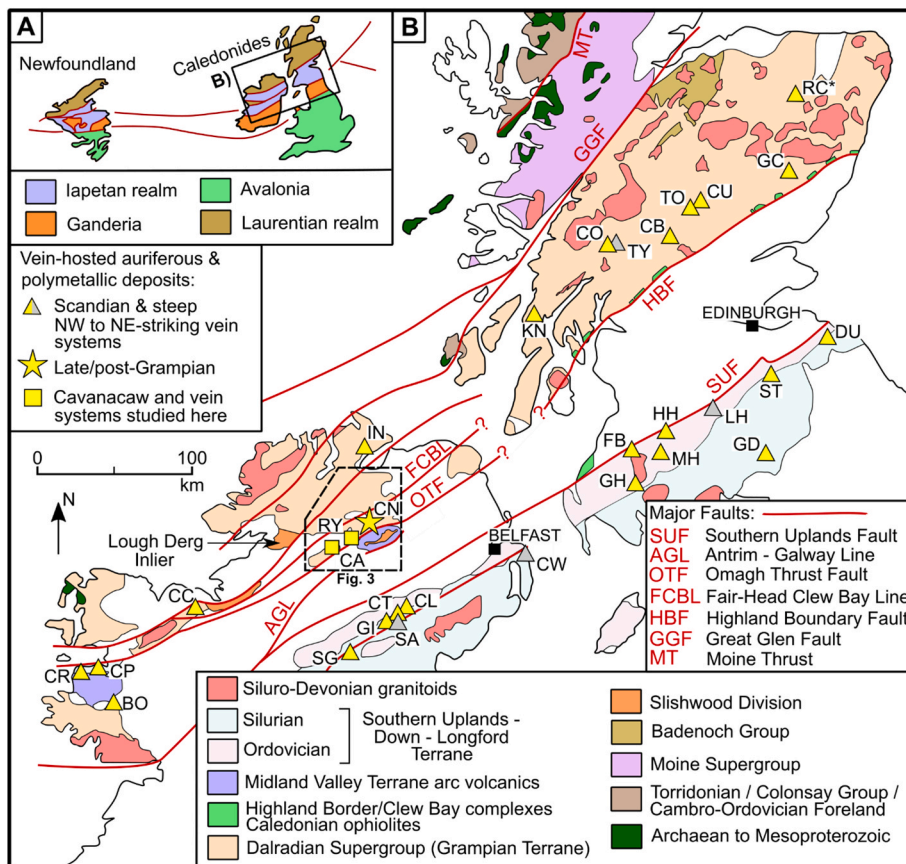 A
Newfoundland
Caledonides
B)
Iapetan realm
Avalonia
Ganderia
Laurentian realm
Vein-hosted auriferous &
polymetallic deposits:
Scandian & steep
NW to NE-striking vein
systems
Late/post-Grampian
Cavanacaw and vein
systems studied here
0 50 100
km
N
B
MT
GGF
RC*
GC
CU
TO
CB
CO
TY
HBF
KN
EDINBURGH
DU
SUF
ST
LH
HH
FB
MH
GD
GH
IN
FCBL
?
?
?
OTF
CN
RY
CA
Fig. 3
Lough Derg
Inlier
BELFAST
CW
CC
AGL
CT
CL
GI
SA
SG
CR
CP
BO
Major Faults:
SUF Southern Uplands Fault
AGL Antrim - Galway Line
OTF Omagh Thrust Fault
FCBL Fair-Head Clew Bay Line
HBF Highland Boundary Fault
GGF Great Glen Fault
MT Moine Thrust
Siluro-Devonian granitoids
Silurian
Ordovician
Southern Uplands -
Down - Longford
Terrane
Midland Valley Terrane arc volcanics
Highland Border/Clew Bay complexes
Caledonian ophiolites
Dalradian Supergroup (Grampian Terrane)
Slishwood Division
Badenoch Group
Moine Supergroup
Torridonian / Colonsay Group /
Cambro-Ordovician Foreland
Archaean to Mesoproterozoic